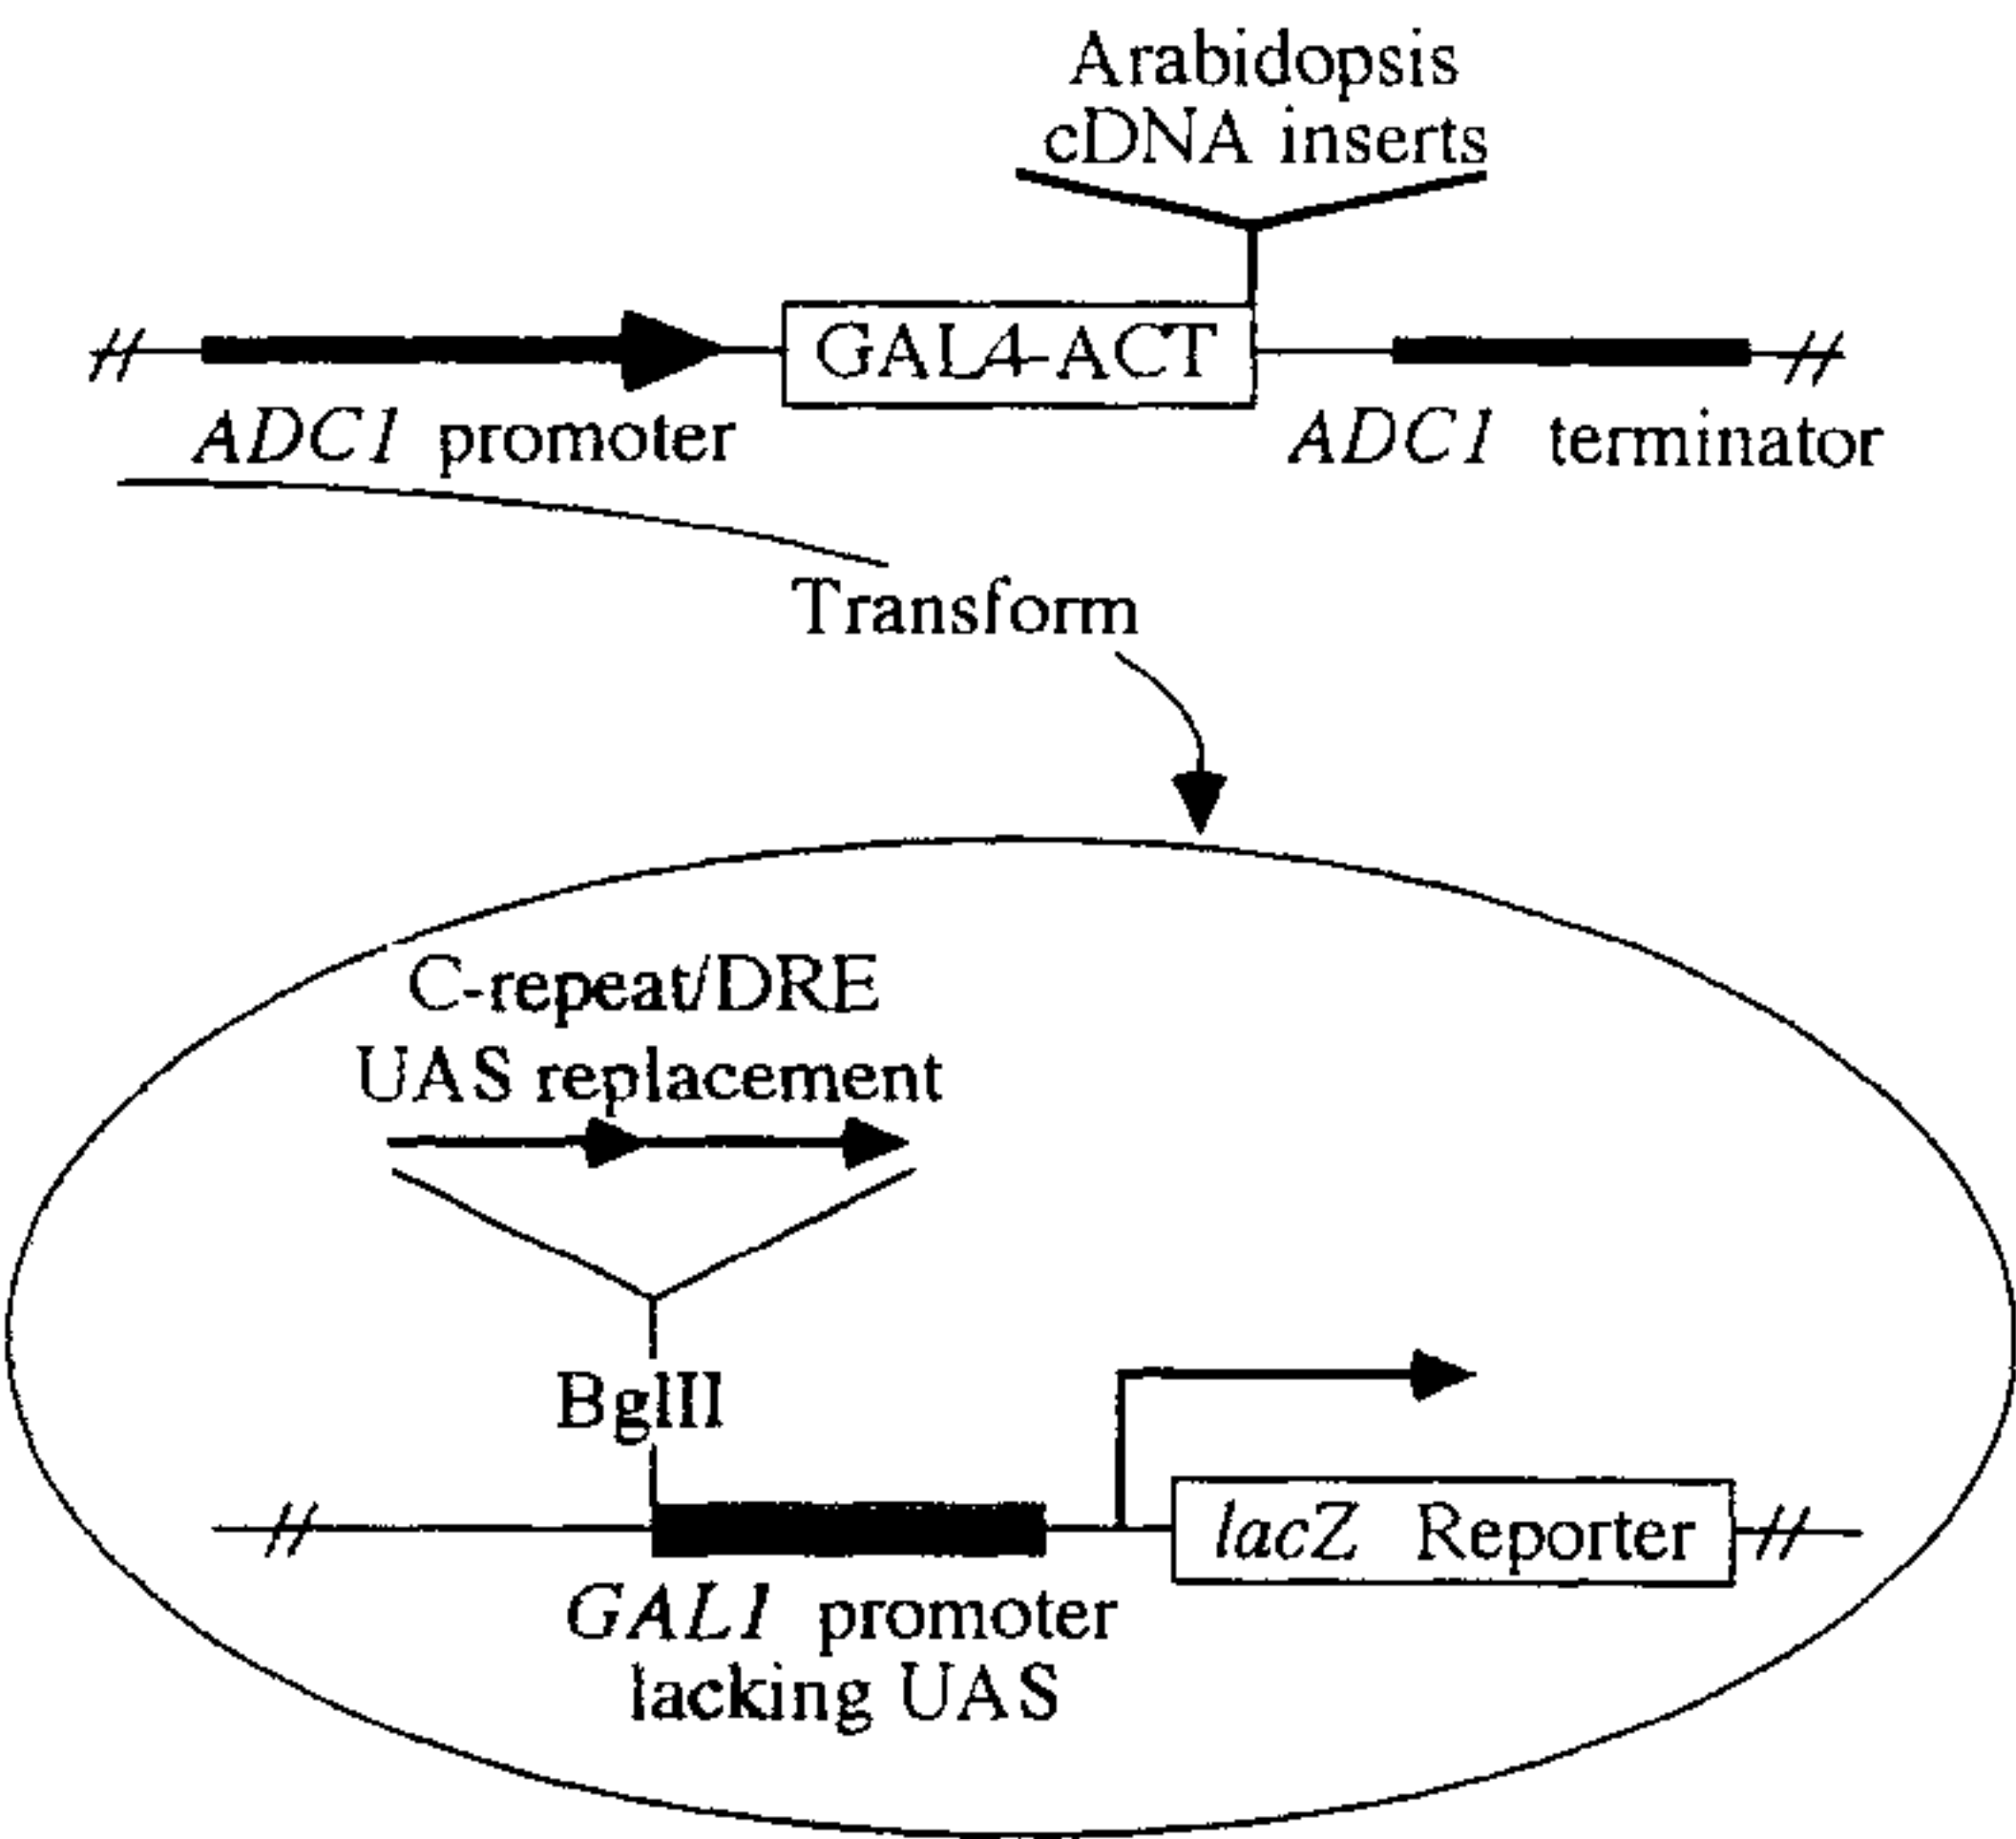 Arabidopsis
cDNA inserts
GAL4-ACT
ADC1 promoter
ADC1 terminator
Transform
C-repeat/DRE
UAS replacement
BglII
lacZ Reporter
GAL1 promoter
lacking UAS